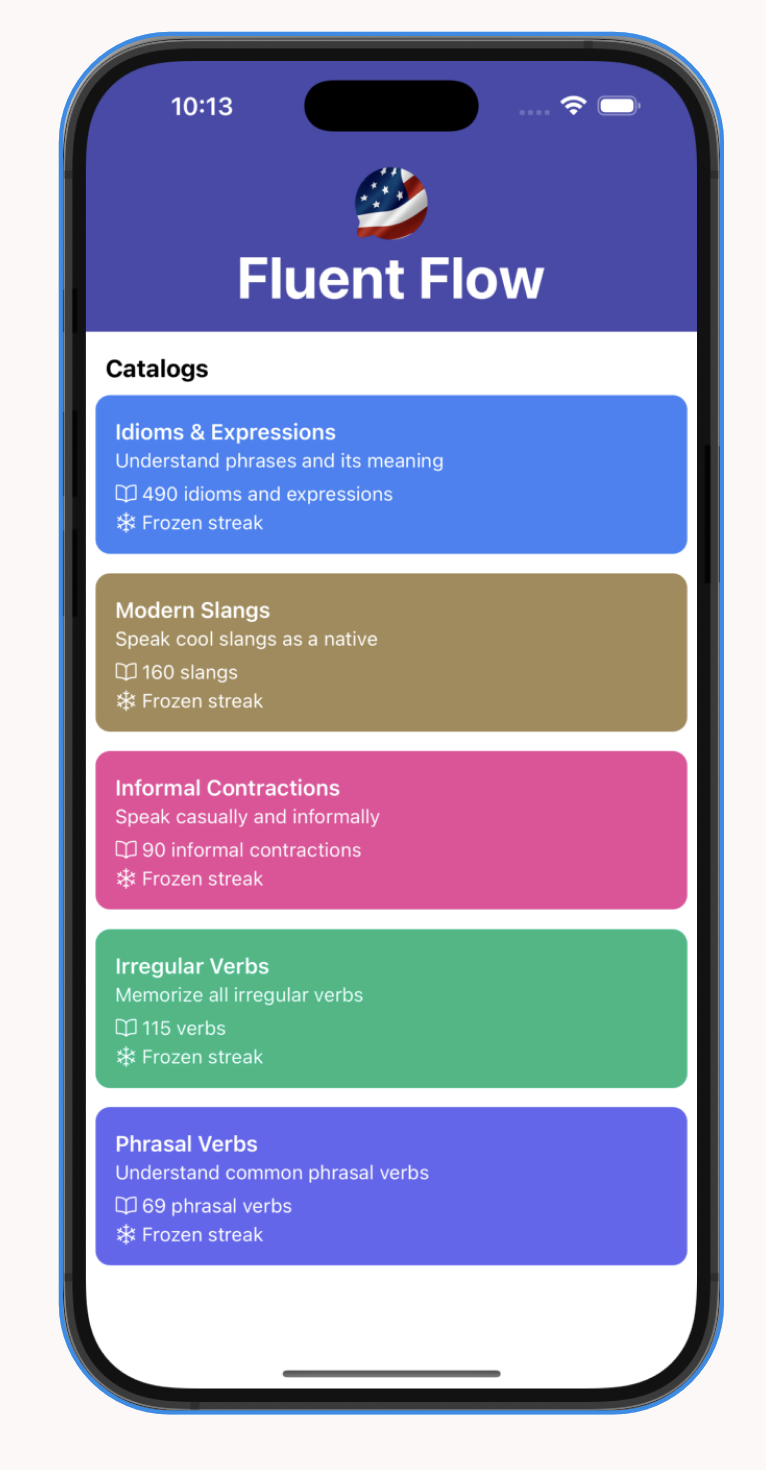 10:13
Fluent Flow
Catalogs
Idioms & Expressions
Understand phrases and its meaning
490 idioms and expressions
Frozen streak
Modern Slangs
Speak cool slangs as a native
160 slangs
Frozen streak
Informal Contractions
Speak casually and informally
90 informal contractions
Frozen streak
Irregular Verbs
Memorize all irregular verbs
115 verbs
Frozen streak
Phrasal Verbs
Understand common phrasal verbs
69 phrasal verbs
Frozen streak